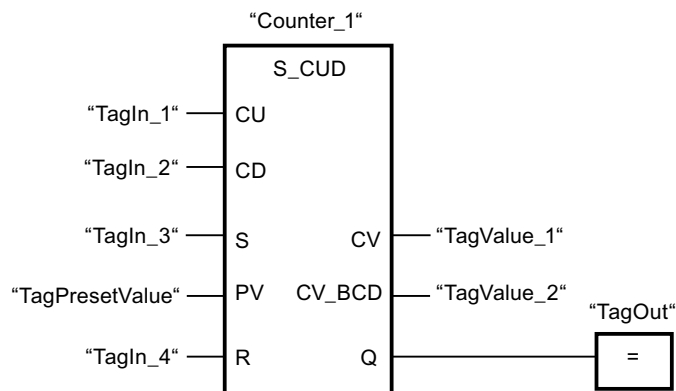 “Counter_1“
S_CUD
“TagIn_1“ CU
“TagIn_2“ CD
“TagIn_3“ S CV “TagValue_1“
“TagPresetValue“ PV CV_BCD “TagValue_2“
“TagOut“
“TagIn_4“ R Q =